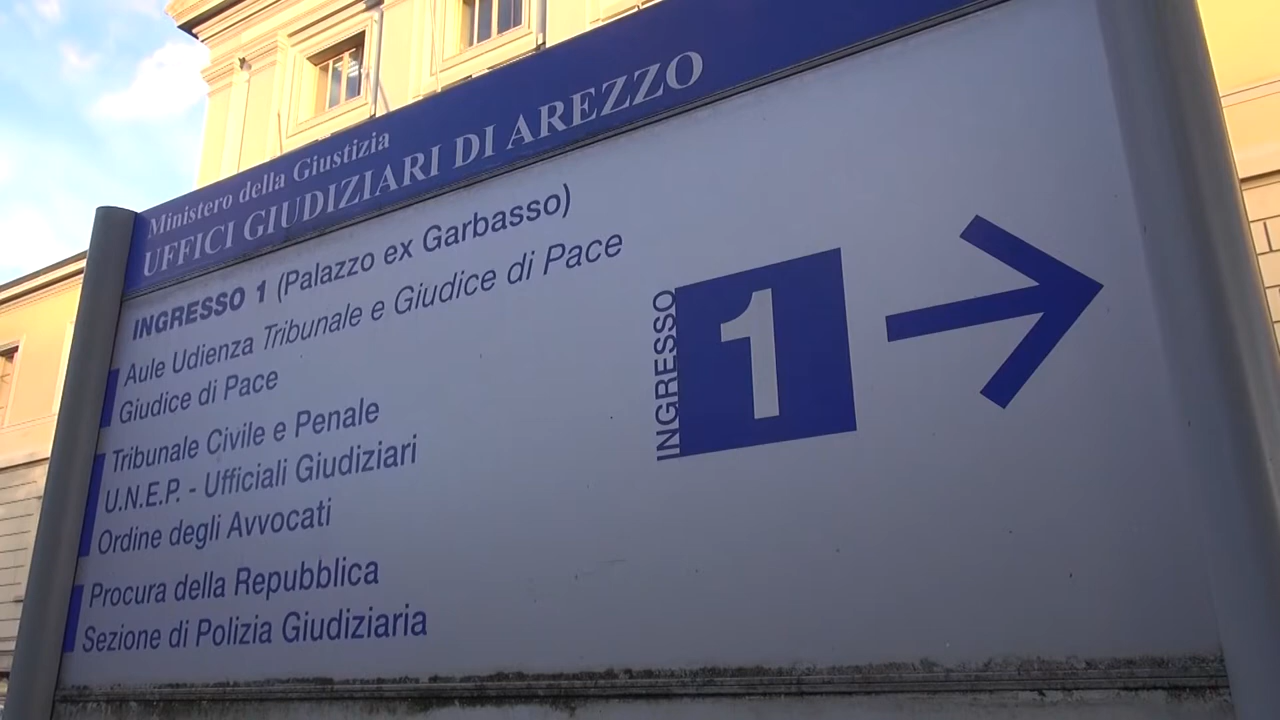 Ministero della Giustizia
UFFICI GIUDIZIARI DI AREZZO
INGRESSO 1 (Palazzo ex Garbasso)
Aule Udienza Tribunale e Giudice di Pace
Giudice di Pace
Tribunale Civile e Penale
U.N.E.P. - Ufficiali Giudiziari
Ordine degli Avvocati
Procura della Repubblica
Sezione di Polizia Giudiziaria
INGRESSO
1